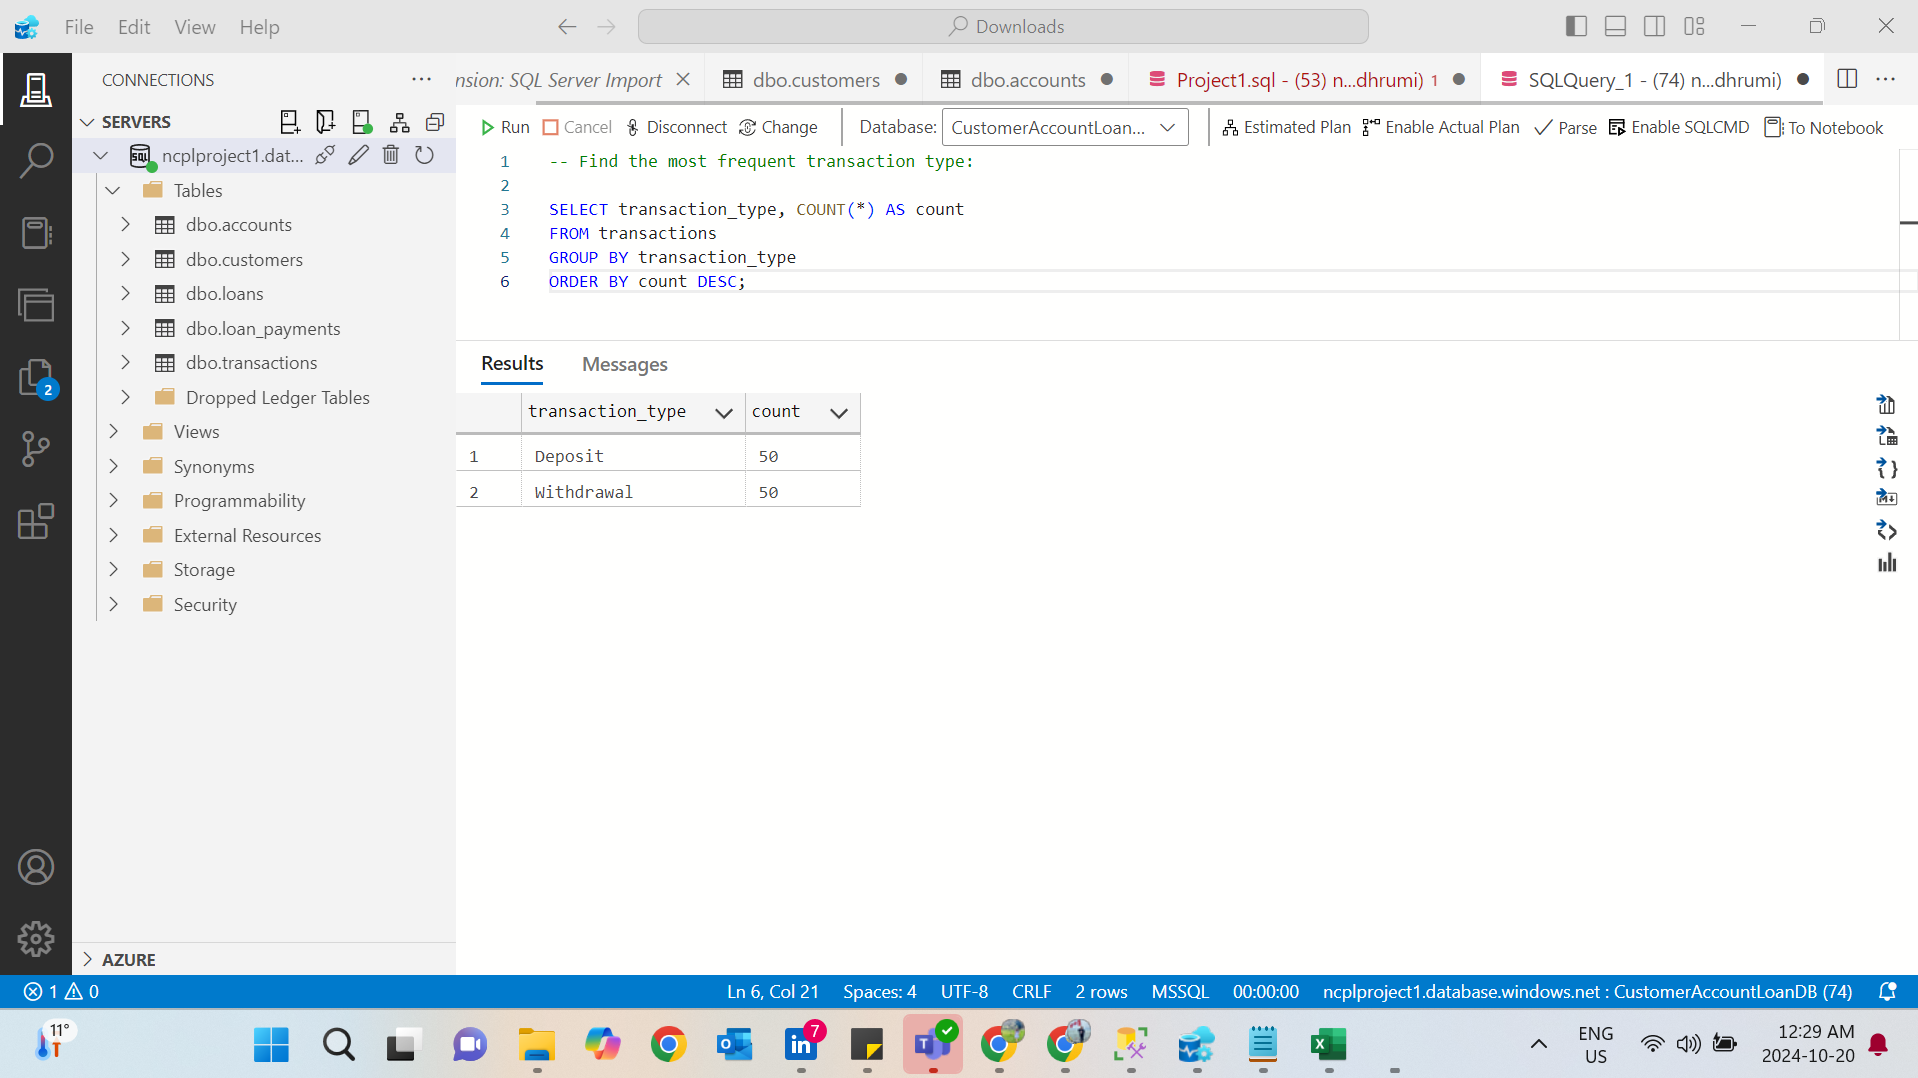 File Edit View Help
Downloads
CONNECTIONS
nsion: SQL Server Import
dbo.customers
dbo.accounts
Project1.sql - (53) n...dhrumi) 1
SQLQuery_1 - (74) n...dhrumi)
SERVERS
Run Cancel Disconnect Change Database: CustomerAccountLoan... Estimated Plan Enable Actual Plan Parse Enable SQLCMD To Notebook
ncplproject1.dat...
Tables
dbo.accounts
dbo.customers
dbo.loans
dbo.loan_payments
dbo.transactions
Dropped Ledger Tables
Views
Synonyms
Programmability
External Resources
Storage
Security
AZURE
2
1 -- Find the most frequent transaction type:
2
3 SELECT transaction_type, COUNT(*) AS count
4 FROM transactions
5 GROUP BY transaction_type
6 ORDER BY count DESC;
Results Messages
transaction_type count
1 Deposit 50
2 Withdrawal 50
1 0
Ln 6, Col 21 Spaces: 4 UTF-8 CRLF 2 rows MSSQL 00:00:00 ncplproject1.database.windows.net : CustomerAccountLoanDB (74)
11°
7
ENG
US
12:29 AM
2024-10-20